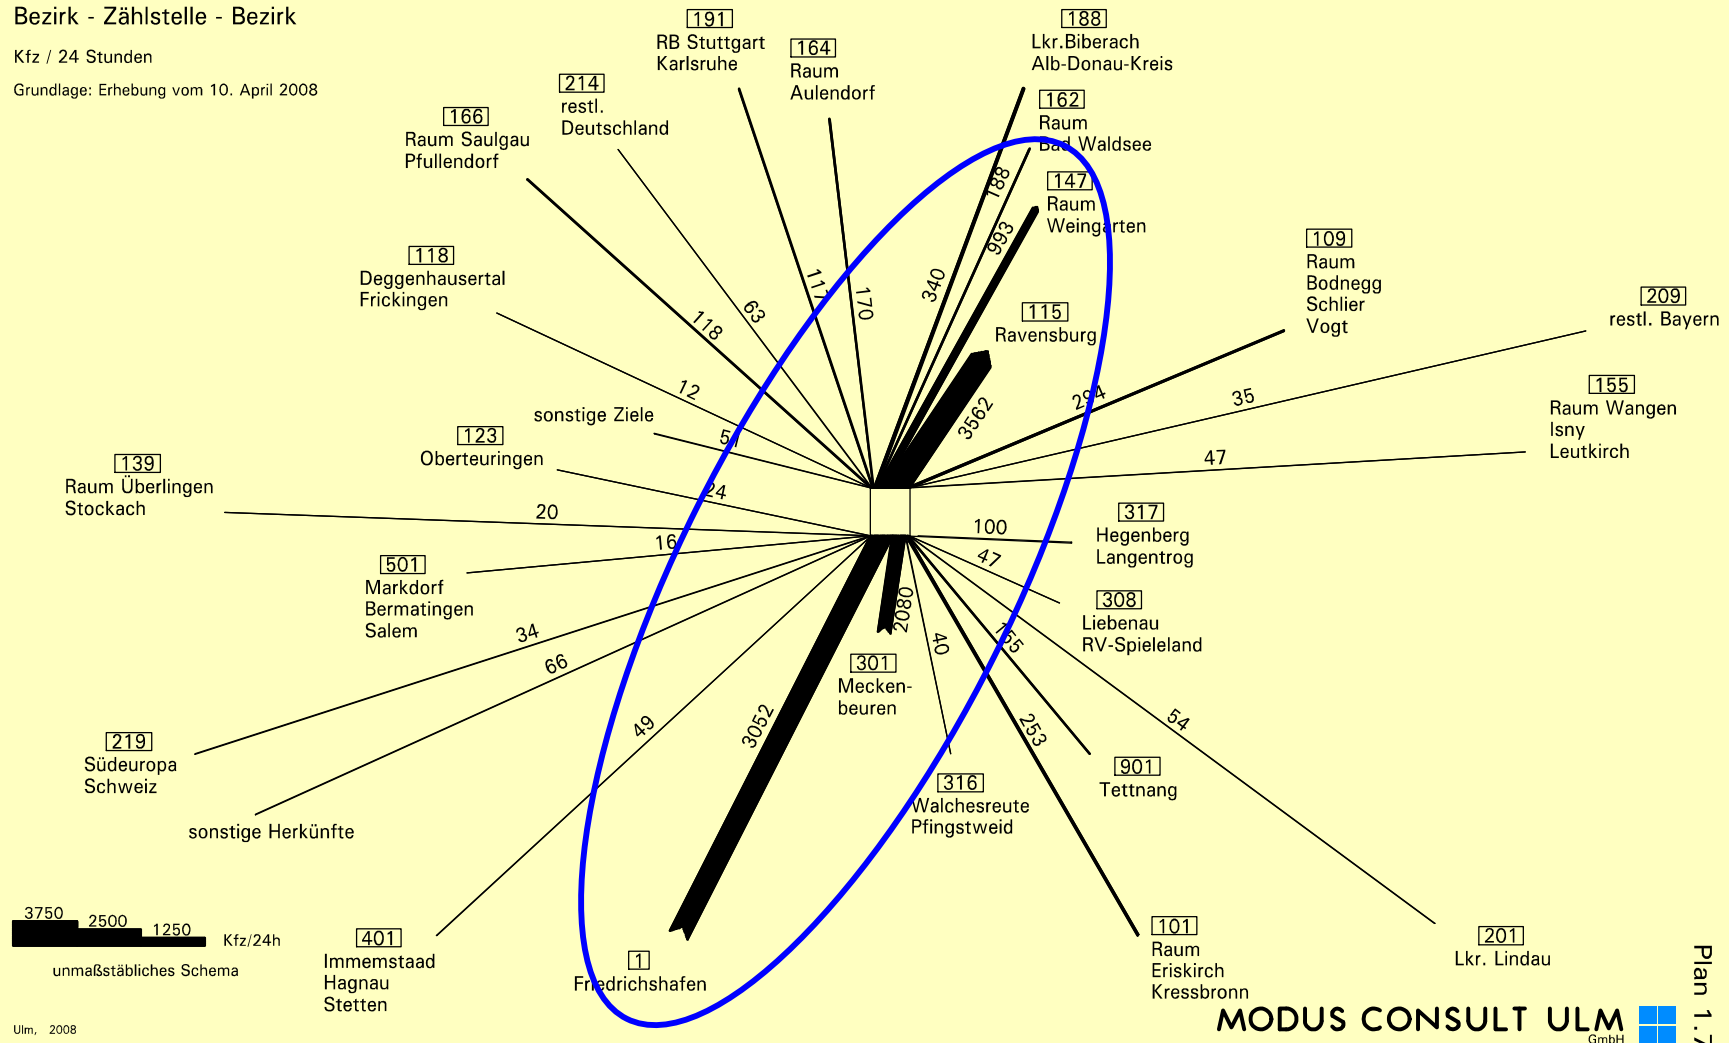 Bezirk - Zählstelle - Bezirk
Kfz / 24 Stunden
Grundlage: Erhebung vom 10. April 2008
191
RB Stuttgart
Karlsruhe
164
Raum
Aulendorf
188
Lkr.Biberach
Alb-Donau-Kreis
214
restl.
Deutschland
162
Raum
Bad Waldsee
166
Raum Saulgau
Pfullendorf
147
Raum
Weingarten
118
Deggenhausertal
Frickingen
109
Raum
Bodnegg
Schlier
Vogt
209
restl. Bayern
115
Ravensburg
155
Raum Wangen
Isny
Leutkirch
188
993
340
117
170
63
118
12
3562
294
35
47
sonstige Ziele
51
123
Oberteuringen
24
139
Raum Überlingen
Stockach
20
16
100
317
Hegenberg
Langentrog
47
501
Markdorf
Bermatingen
Salem
308
Liebenau
RV-Spieleland
34
66
2080
40
155
301
Mecken-
beuren
49
3052
253
54
219
Südeuropa
Schweiz
901
Tettnang
316
Walchesreute
Pfingstweid
sonstige Herkünfte
3750
2500
1250
Kfz/24h
unmaßstäbliches Schema
401
Immemstaad
Hagnau
Stetten
1
Friedrichshafen
101
Raum
Eriskirch
Kressbronn
201
Lkr. Lindau
Plan 1.7
Ulm, 2008
MODUS CONSULT ULM
GmbH